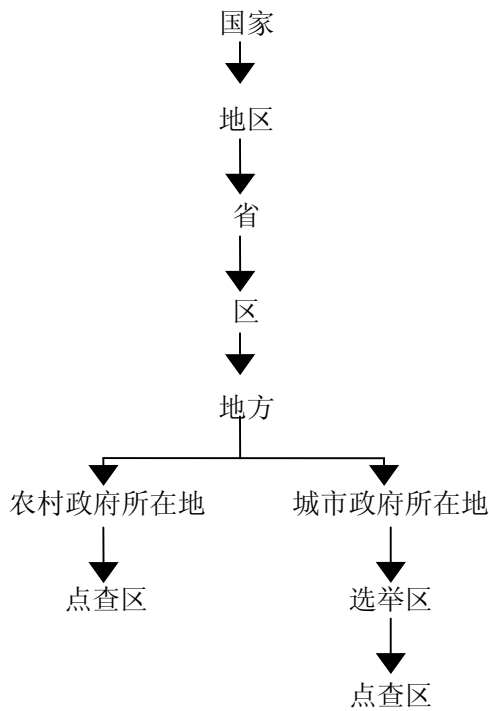 国家
地区
省
区
地方
农村政府所在地
城市政府所在地
点查区
选举区
点查区